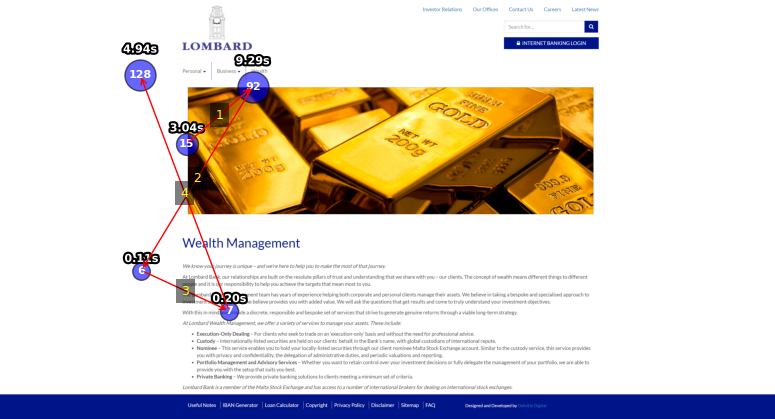 Investor Relations Our Offices Contact Us Careers Latest News
Search for...
LOMBARD
INTERNET BANKING LOGIN
4.94s
128
9.29s
92
Personal Business
1
3.04s
15
2
4
GOLD
NET WT
200g
GOLD
FINE
999.9
Wealth Management
0.11s
6
3
0.20s
7
We know your journey is unique – and we're here to help you to make the most of that journey.
At Lombard Bank, our relationships are built on the resolute pillars of trust and understanding that we share with you – our clients. The concept of wealth means different things to different
and it is our responsibility to help you achieve the targets that mean most to you.
team has years of experience helping both corporate and personal clients manage their assets. We believe in taking a bespoke and specialised approach to
believe provides you with added value. We will ask the questions that get results and come to truly understand your investment objectives.
With this in mind a discrete, responsible and bespoke set of services that strive to generate genuine returns through a viable long-term strategy.
At Lombard Wealth Management, we offer a variety of services to manage your assets. These include:
• Execution-Only Dealing – For clients who seek to trade on an 'execution-only' basis and without the need for professional advice.
• Custody – Internationally-listed securities are held on our clients' behalf, in the Bank's name, with global custodians of international repute.
• Nominee – This service enables you to hold your locally-listed securities through our client nominee Malta Stock Exchange account. Similar to the custody service, this service provides
you with privacy and confidentiality, the delegation of administrative duties, and periodic valuations and reporting.
• Portfolio Management and Advisory Services – Whether you want to retain control over your investment decisions or fully delegate the management of your portfolio, we are able to
provide you with the setup that suits you best.
• Private Banking – We provide private banking solutions to clients meeting a minimum set of criteria.
Lombard Bank is a member of the Malta Stock Exchange and has access to a number of international brokers for dealing on international stock exchanges.
Useful Notes | IBAN Generator | Loan Calculator | Copyright | Privacy Policy | Disclaimer | Sitemap | FAQ
Designed and Developed by Deloitte Digital